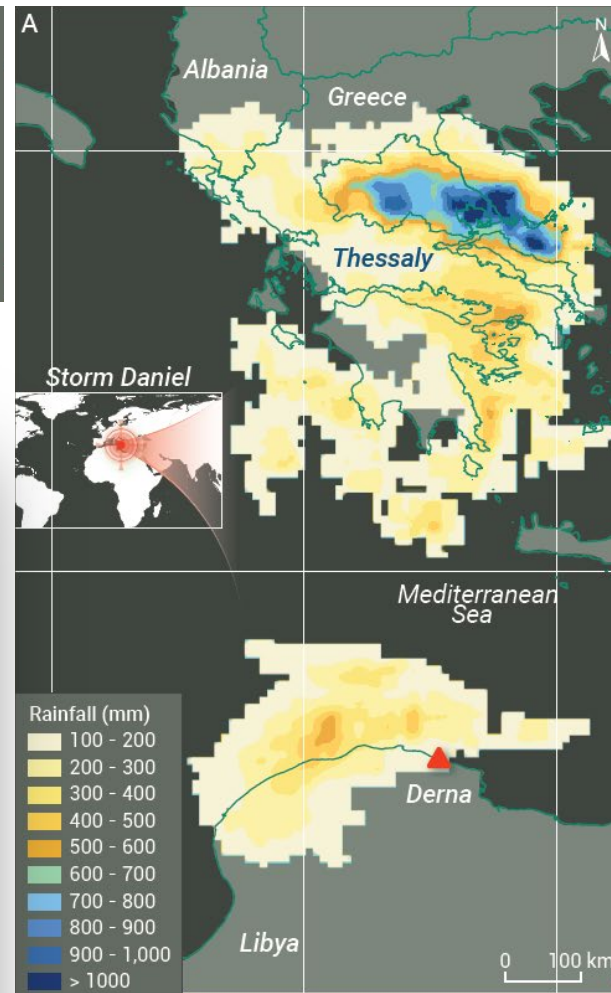 A
N
Albania
Greece
Thessaly
Storm Daniel
Mediterranean
Sea
Rainfall (mm)
100 - 200
200 - 300
300 - 400
400 - 500
500 - 600
600 - 700
700 - 800
800 - 900
900 - 1,000
> 1000
Derna
Libya
0 100 km